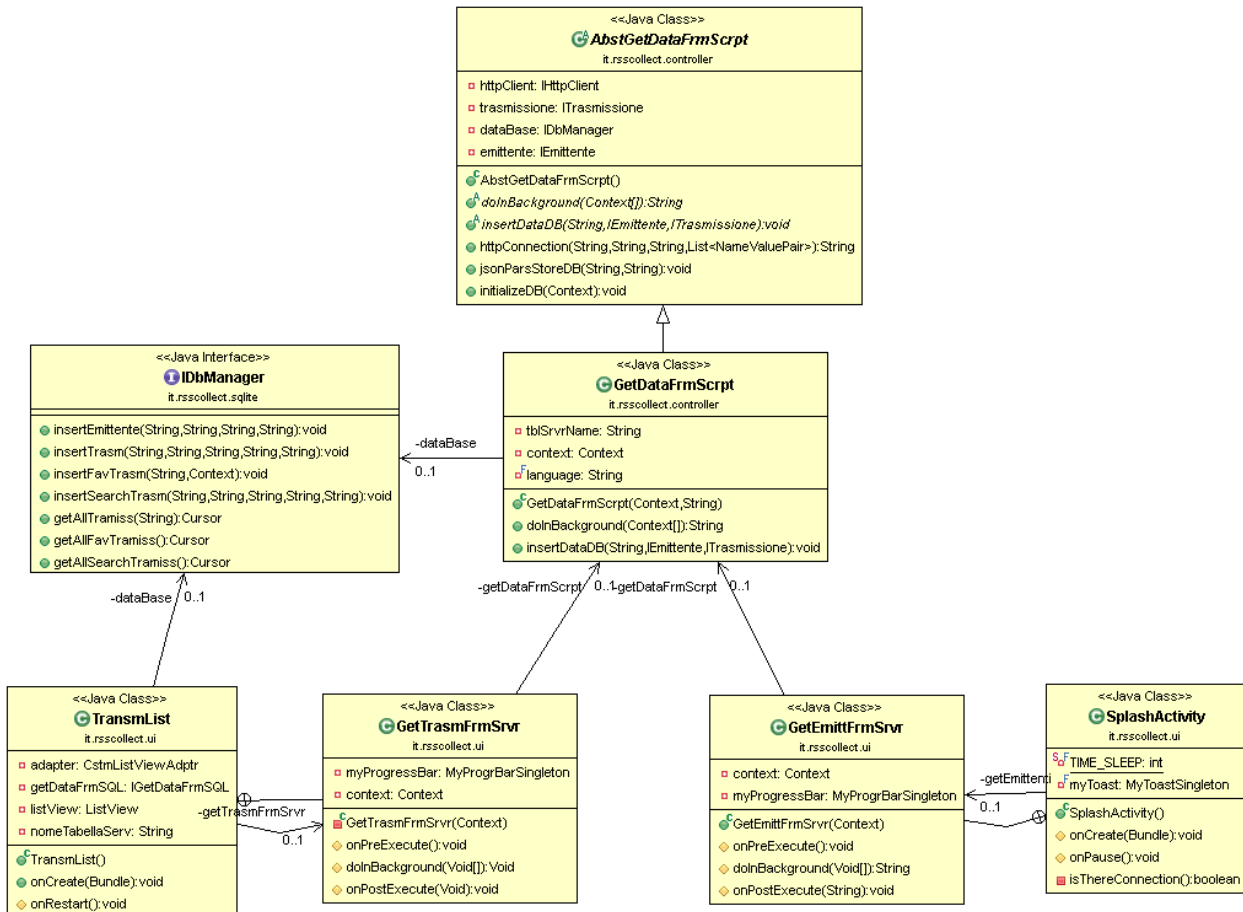 <<Java Class>>
AbstGetDataFrmScrpt
it.rsscollect.controller
httpClient: IHttpClient
trasmissione: ITrasmissione
dataBase: IDbManager
emittente: IEmittente
AbstGetDataFrmScrpt()
doInBackground(Context[]):String
insertDataDB(String,IEmittente,ITrasmissione):void
httpConnection(String,String,String,List<NameValuePair>):String
jsonParsStoreDB(String,String):void
initializeDB(Context):void
<<Java Interface>>
IDbManager
it.rsscollect.sqlite
insertEmittente(String,String,String,String):void
insertTrasm(String,String,String,String,String):void
insertFavTrasm(String,Context):void
insertSearchTrasm(String,String,String,String,String):void
getAllTramiss(String):Cursor
getAllFavTramiss():Cursor
getAllSearchTramiss():Cursor
-dataBase
0..1
<<Java Class>>
GetDataFrmScrpt
it.rsscollect.controller
tblSrvrName: String
context: Context
language: String
GetDataFrmScrpt(Context,String)
doInBackground(Context[]):String
insertDataDB(String,IEmittente,ITrasmissione):void
-dataBase
0..1
-getDataFrmScrpt
0..1
-getDataFrmScrpt
0..1
<<Java Class>>
TransmList
it.rsscollect.ui
adapter: CstmListViewAdptr
getDataFrmSQL: IGetDataFrmSQL
listView: ListView
nomeTabellaServ: String
TransmList()
onCreate(Bundle):void
onRestart():void
-getTrasmFrmSrvr
0..1
<<Java Class>>
GetTrasmFrmSrvr
it.rsscollect.ui
myProgressBar: MyProgrBarSingleton
context: Context
GetTrasmFrmSrvr(Context)
onPreExecute():void
doInBackground(Void[]):Void
onPostExecute(Void):void
<<Java Class>>
GetEmittFrmSrvr
it.rsscollect.ui
context: Context
myProgressBar: MyProgrBarSingleton
GetEmittFrmSrvr(Context)
onPreExecute():void
doInBackground(Void[]):String
onPostExecute(String):void
-getEmittenti
0..1
<<Java Class>>
SplashActivity
it.rsscollect.ui
TIME_SLEEP: int
myToast: MyToastSingleton
SplashActivity()
onCreate(Bundle):void
onPause():void
isThereConnection():boolean